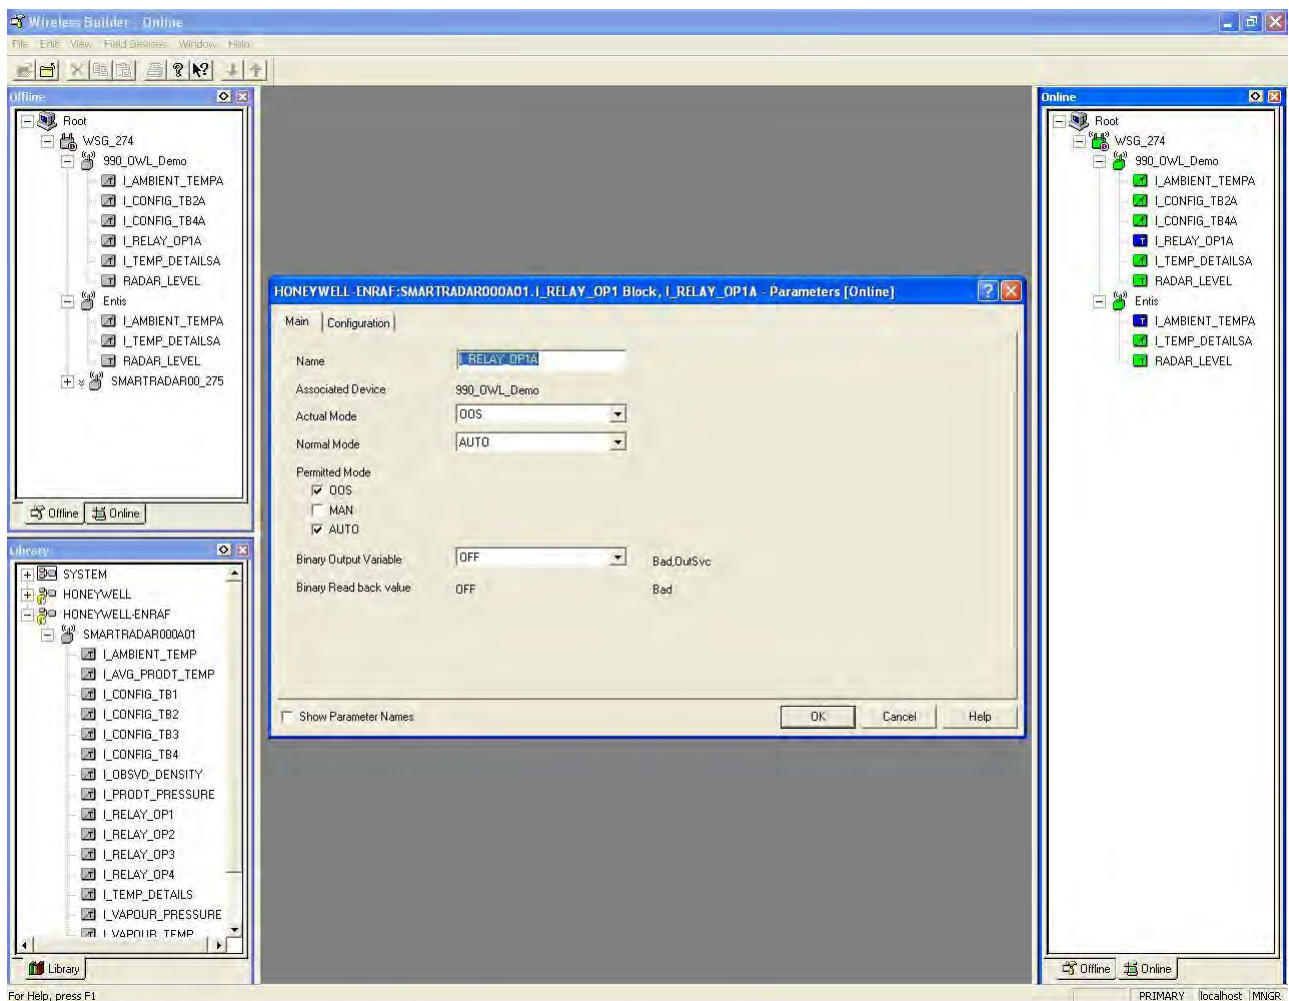 Wireless Builder - Online
File Edit View Field Devices Window Help
Offline
Root
WSG_274
990_OWL_Demo
I_AMBIENT_TEMPA
I_CONFIG_TB2A
I_CONFIG_TB4A
I_RELAY_OP1A
I_TEMP_DETAILSA
RADAR_LEVEL
Entis
I_AMBIENT_TEMPA
I_TEMP_DETAILSA
RADAR_LEVEL
SMARTRADAR00_275
Offline Online
Library
SYSTEM
HONEYWELL
HONEYWELL-ENRAF
SMARTRADAR000A01
I_AMBIENT_TEMP
I_AVG_PRODT_TEMP
I_CONFIG_TB1
I_CONFIG_TB2
I_CONFIG_TB3
I_CONFIG_TB4
I_OBSVD_DENSITY
I_PRODT_PRESSURE
I_RELAY_OP1
I_RELAY_OP2
I_RELAY_OP3
I_RELAY_OP4
I_TEMP_DETAILS
I_VAPOUR_PRESSURE
I_VAPOUR_TEMP
Library
HONEYWELL-ENRAF:SMARTRADAR000A01.I_RELAY_OP1 Block, I_RELAY_OP1A - Parameters [Online]
Main Configuration
Name I_RELAY_OP1A
Associated Device 990_OWL_Demo
Actual Mode OOS
Normal Mode AUTO
Permitted Mode
OOS
MAN
AUTO
Binary Output Variable OFF Bad,OutSvc
Binary Read back value OFF Bad
Show Parameter Names OK Cancel Help
Online
Root
WSG_274
990_OWL_Demo
I_AMBIENT_TEMPA
I_CONFIG_TB2A
I_CONFIG_TB4A
I_RELAY_OP1A
I_TEMP_DETAILSA
RADAR_LEVEL
Entis
I_AMBIENT_TEMPA
I_TEMP_DETAILSA
RADAR_LEVEL
Offline Online
For Help, press F1 PRIMARY localhost MNGR